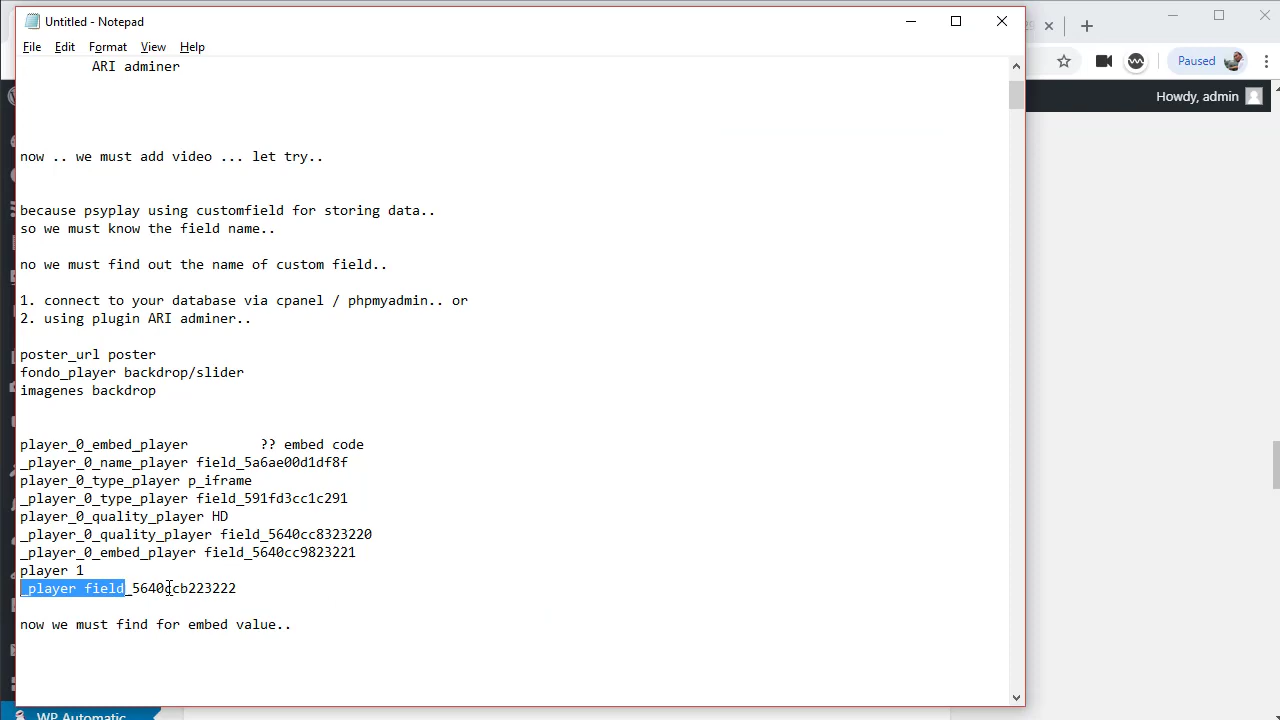 Untitled - Notepad
File Edit Format View Help
Paused
Howdy, admin
ARI adminer
now .. we must add video ... let try..
because psyplay using customfield for storing data..
so we must know the field name..
no we must find out the name of custom field..
1. connect to your database via cpanel / phpmyadmin.. or
2. using plugin ARI adminer..
poster_url poster
fondo_player backdrop/slider
imagenes backdrop
player_0_embed_player ?? embed code
_player_0_name_player field_5a6ae00d1df8f
player_0_type_player p_iframe
_player_0_type_player field_591fd3cc1c291
player_0_quality_player HD
_player_0_quality_player field_5640cc8323220
_player_0_embed_player field_5640cc9823221
player 1
_player field_5640ccb223222
now we must find for embed value..
WP Automatic